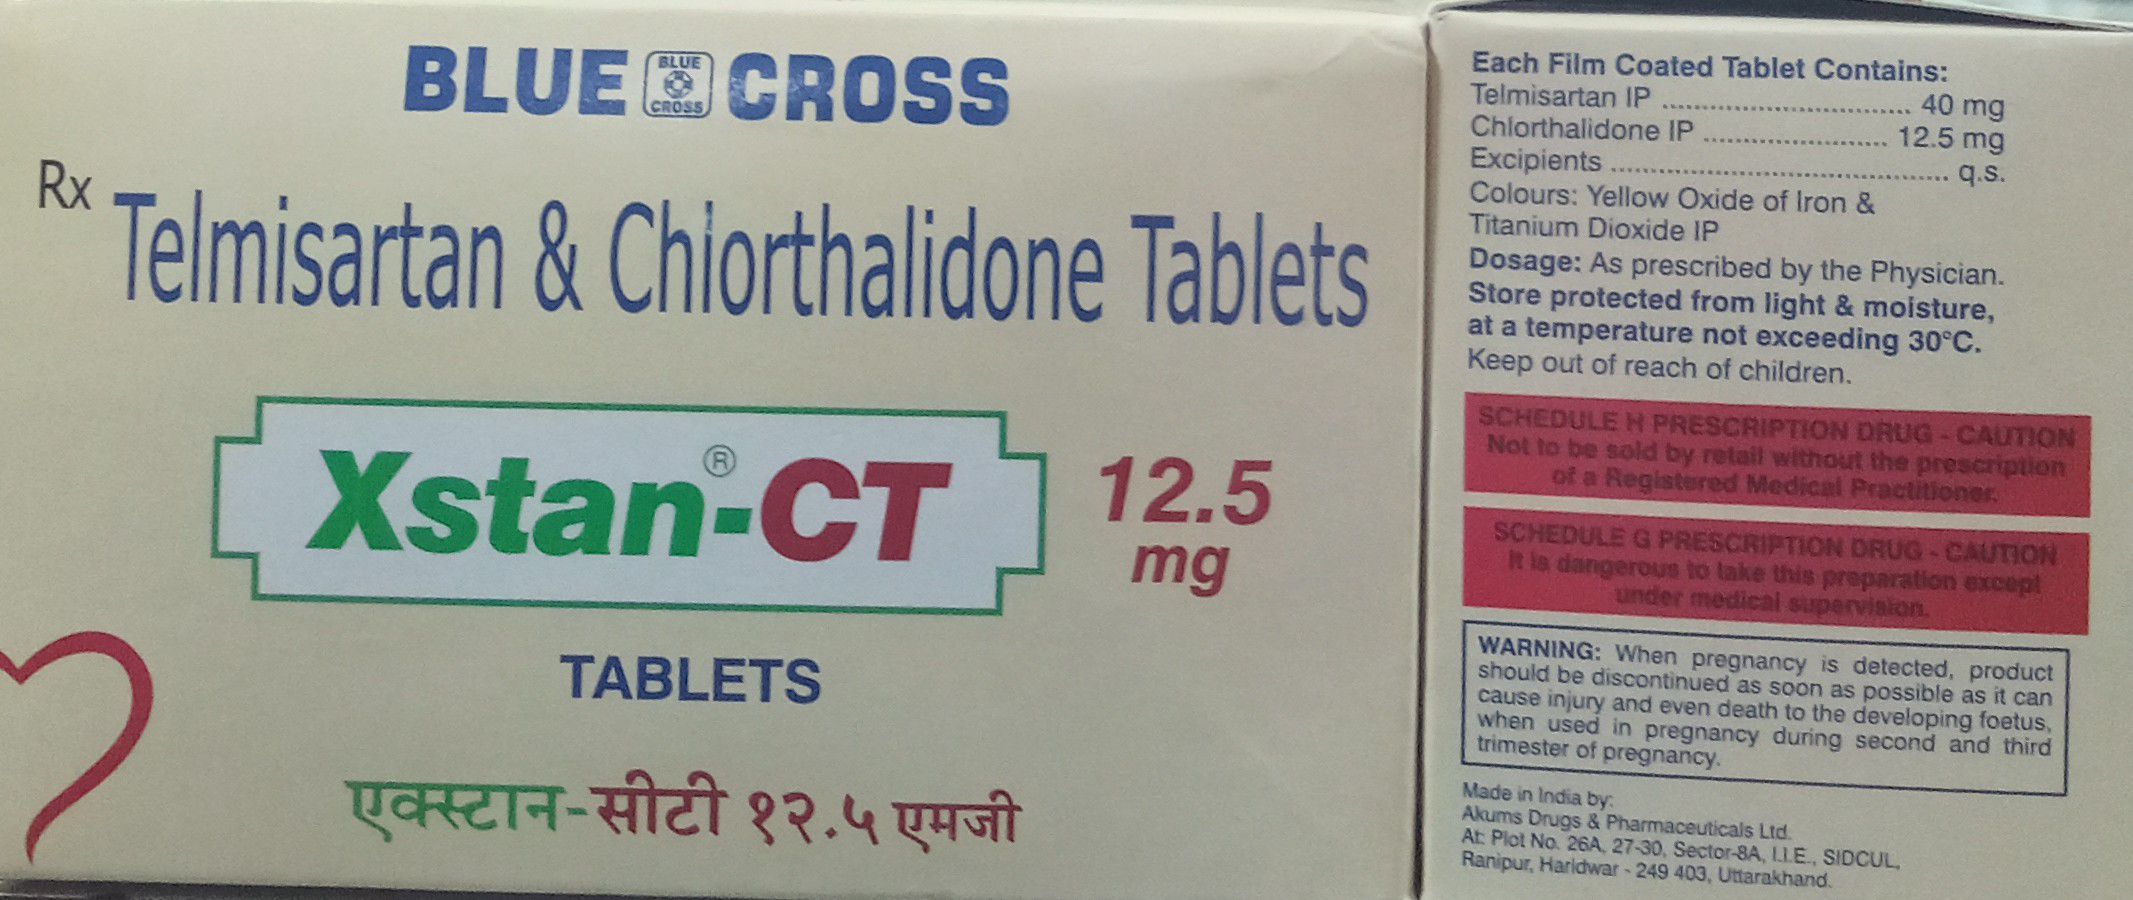 BLUE BLUE CROSS CROSS
Rx Telmisartan & Chlorthalidone Tablets
Xstan®-CT 12.5 mg
TABLETS
एक्स्टान-सीटी १२.५ एमजी
Each Film Coated Tablet Contains:
Telmisartan IP .................................. 40 mg
Chlorthalidone IP ........................ 12.5 mg
Excipients ............................................ q.s.
Colours: Yellow Oxide of Iron &
Titanium Dioxide IP
Dosage: As prescribed by the Physician.
Store protected from light & moisture,
at a temperature not exceeding 30°C.
Keep out of reach of children.
SCHEDULE H PRESCRIPTION DRUG - CAUTION
Not to be sold by retail without the prescription
of a Registered Medical Practitioner.
SCHEDULE G PRESCRIPTION DRUG - CAUTION
It is dangerous to take this preparation except
under medical supervision.
WARNING: When pregnancy is detected, product
should be discontinued as soon as possible as it can
cause injury and even death to the developing foetus,
when used in pregnancy during second and third
trimester of pregnancy.
Made in India by:
Akums Drugs & Pharmaceuticals Ltd.
At: Plot No. 26A, 27-30, Sector-8A, I.I.E., SIDCUL,
Ranipur, Haridwar - 249 403, Uttarakhand.